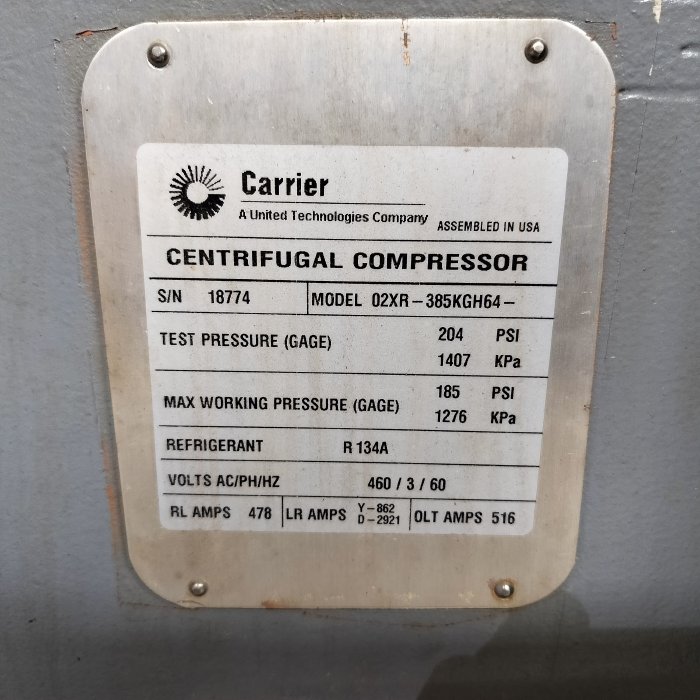 Carrier
A United Technologies Company ASSEMBLED IN USA
CENTRIFUGAL COMPRESSOR
S/N 18774 MODEL 02XR-385KGH64-
TEST PRESSURE (GAGE) 204 PSI
1407 KPa
MAX WORKING PRESSURE (GAGE) 185 PSI
1276 KPa
REFRIGERANT R 134A
VOLTS AC/PH/HZ 460 / 3 / 60
RL AMPS 478 LR AMPS Y-862 D-2921 OLT AMPS 516